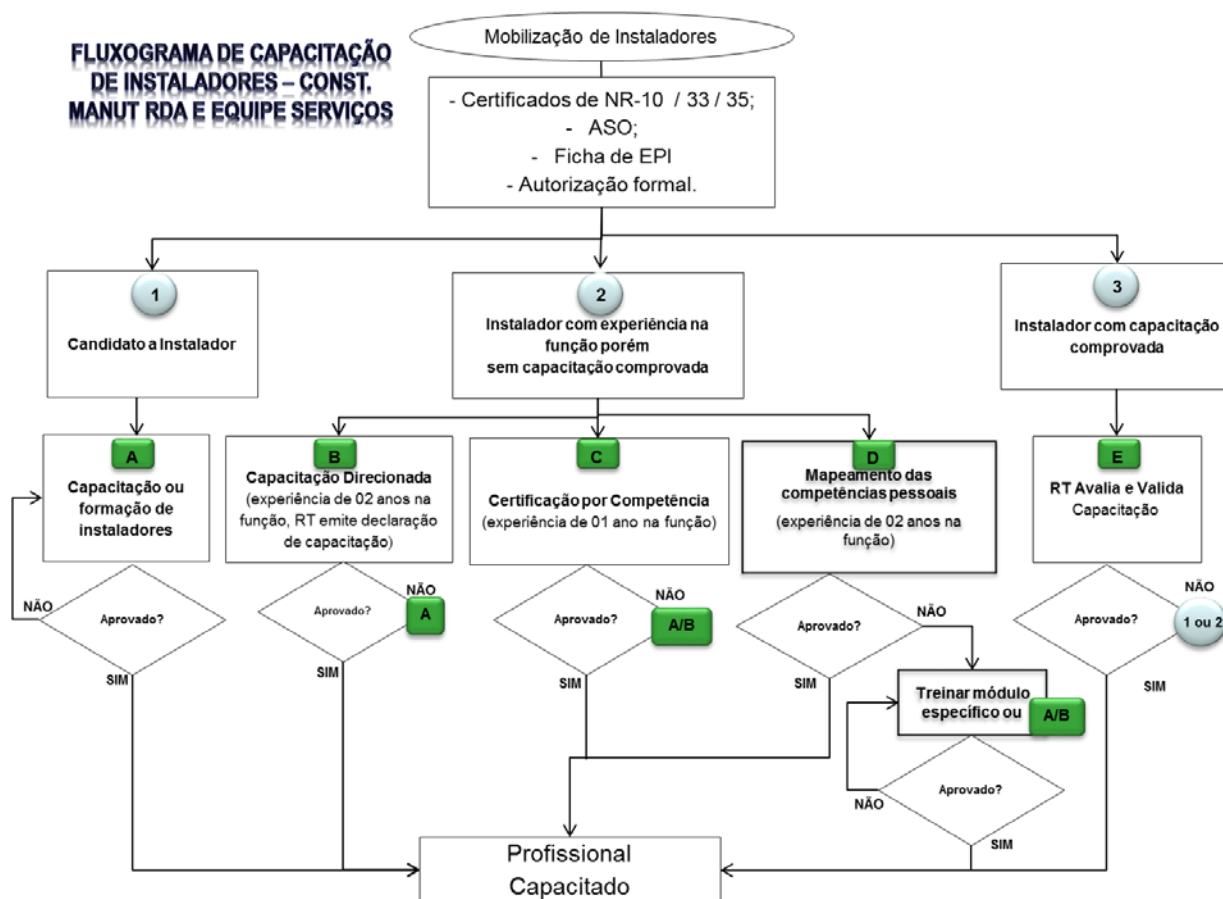 FLUXOGRAMA DE CAPACITAÇÃO
DE INSTALADORES – CONST.
MANUT RDA E EQUIPE SERVIÇOS
Mobilização de Instaladores
- Certificados de NR-10 / 33 / 35;
- ASO;
- Ficha de EPI
- Autorização formal.
1
Candidato a Instalador
2
Instalador com experiência na
função porém
sem capacitação comprovada
3
Instalador com capacitação
comprovada
A
Capacitação ou
formação de
instaladores
B
Capacitação Direcionada
(experiência de 02 anos na
função, RT emite declaração
de capacitação)
C
Certificação por Competência
(experiência de 01 ano na função)
D
Mapeamento das
competências pessoais
(experiência de 02 anos na
função)
E
RT Avalia e Valida
Capacitação
NÃO
Aprovado?
SIM
NÃO
Aprovado?
A
SIM
NÃO
Aprovado?
A/B
SIM
NÃO
Aprovado?
SIM
NÃO
Aprovado?
1 ou 2
SIM
Treinar módulo
específico ou
A/B
Aprovado?
NÃO
SIM
Profissional
Capacitado